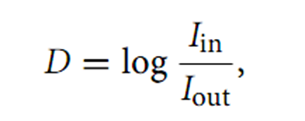 D = log I_in / I_out,